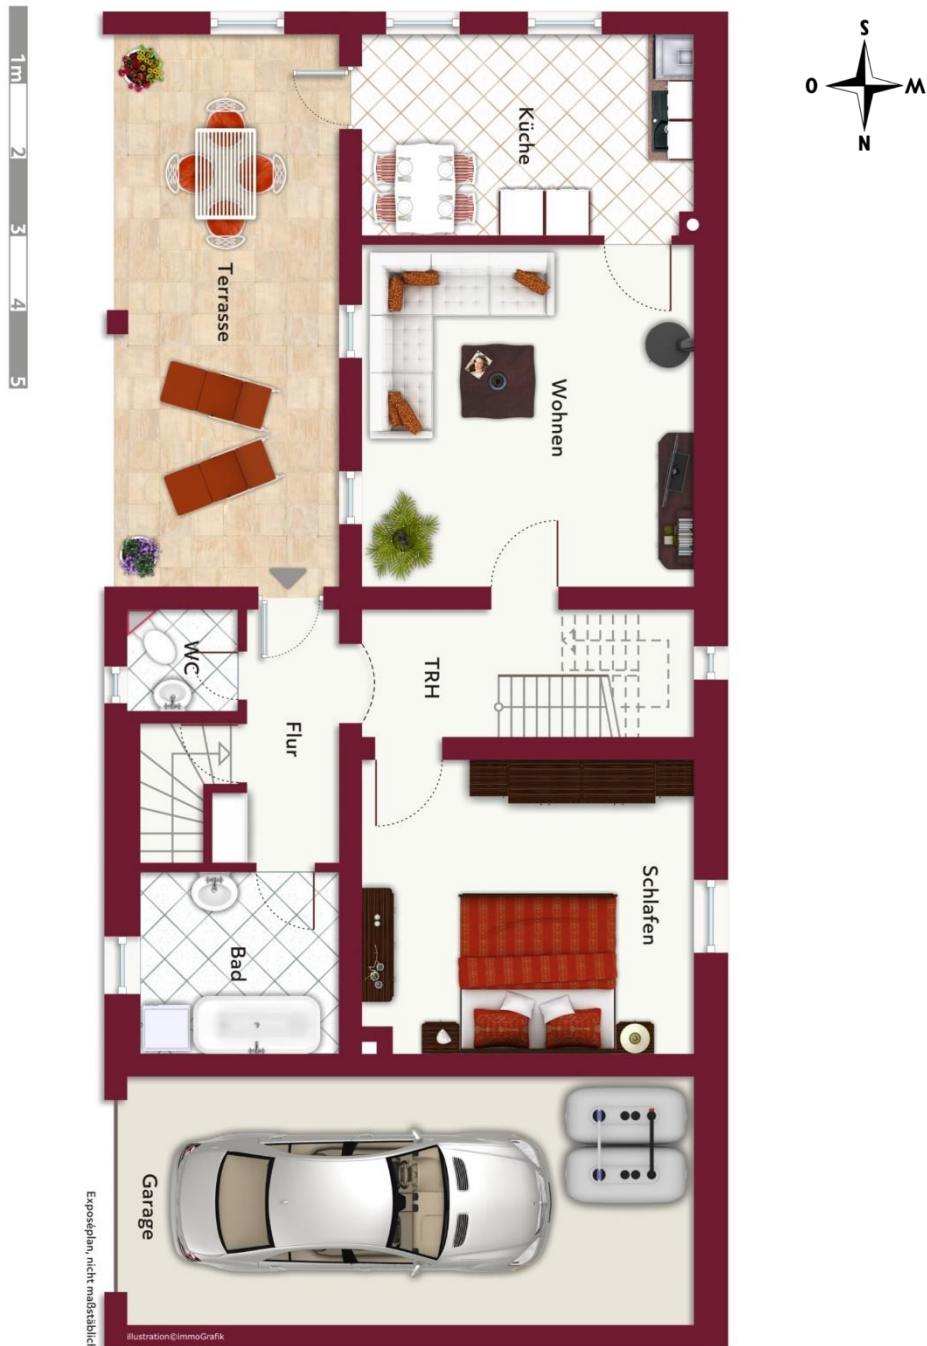 1m
2
3
4
5
S
O
W
N
Küche
Terrasse
Wohnen
WC
TRH
Flur
Schlafen
Bad
Garage
Exposéplan, nicht maßstäblich
illustration©immoGrafik